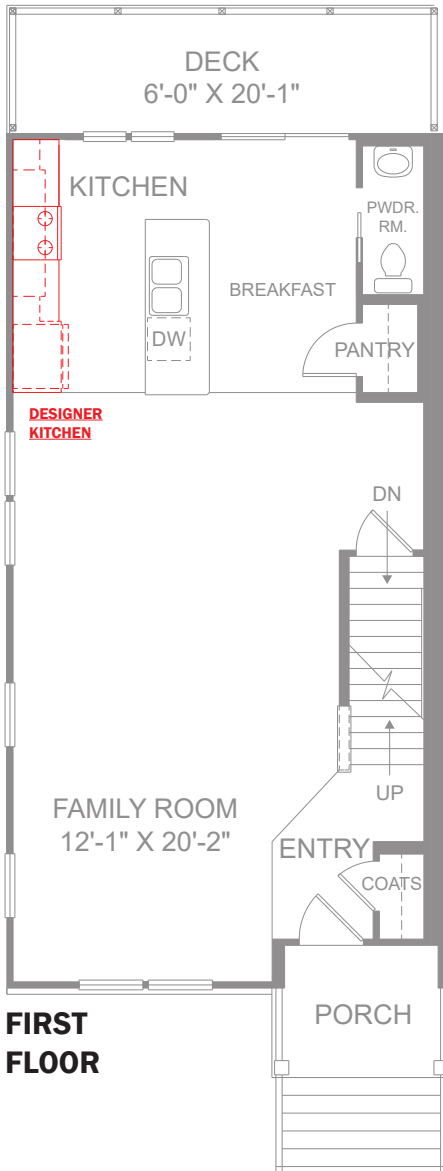 DECK
6'-0" X 20'-1"
KITCHEN
PWDR.
RM.
BREAKFAST
DW
PANTRY
DESIGNER
KITCHEN
DN
UP
FAMILY ROOM
12'-1" X 20'-2"
ENTRY
COATS
PORCH
FIRST
FLOOR